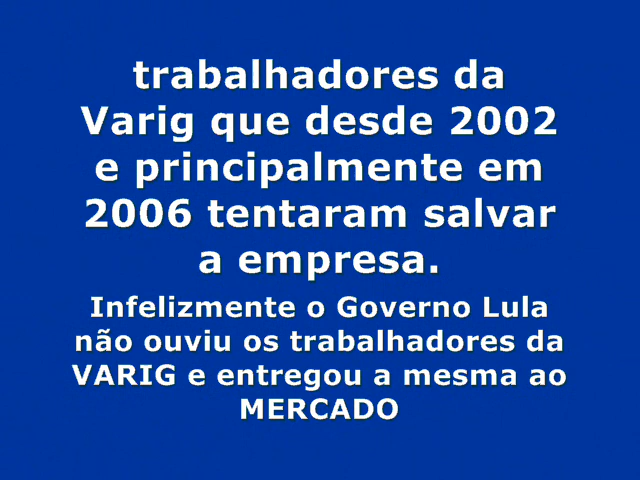 trabalhadores da
Varig que desde 2002
e principalmente em
2006 tentaram salvar
a empresa.
Infelizmente o Governo Lula
não ouviu os trabalhadores da
VARIG e entregou a mesma ao
MERCADO